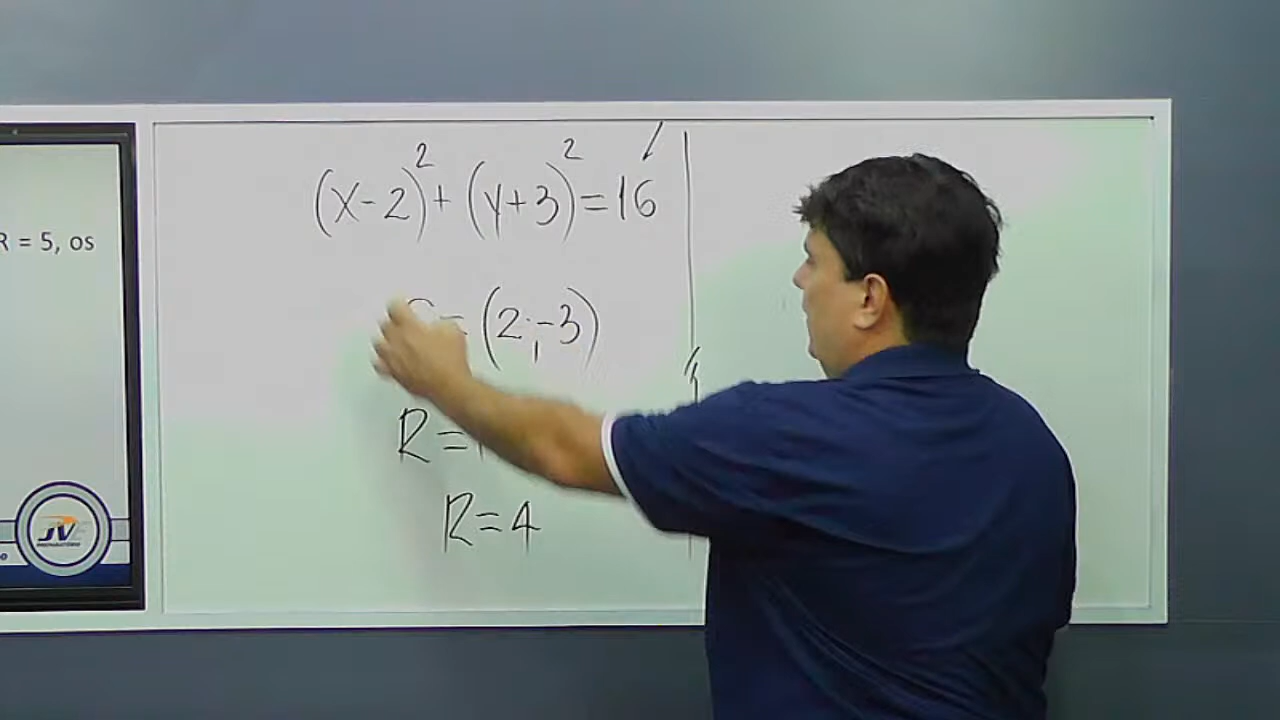 R = 5, os
(x-2)²+(y+3)²=16
= (2;-3)
R=
R=4
JV